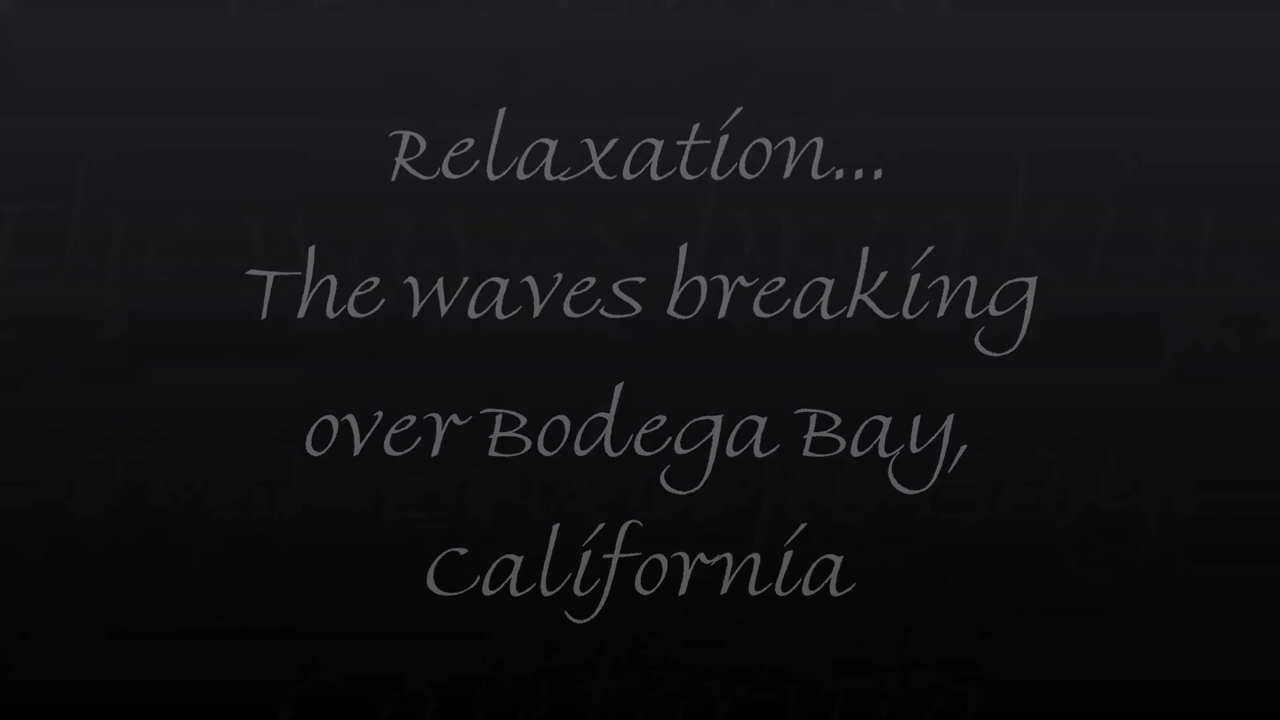 Relaxation...
The waves breaking
over Bodega Bay,
California